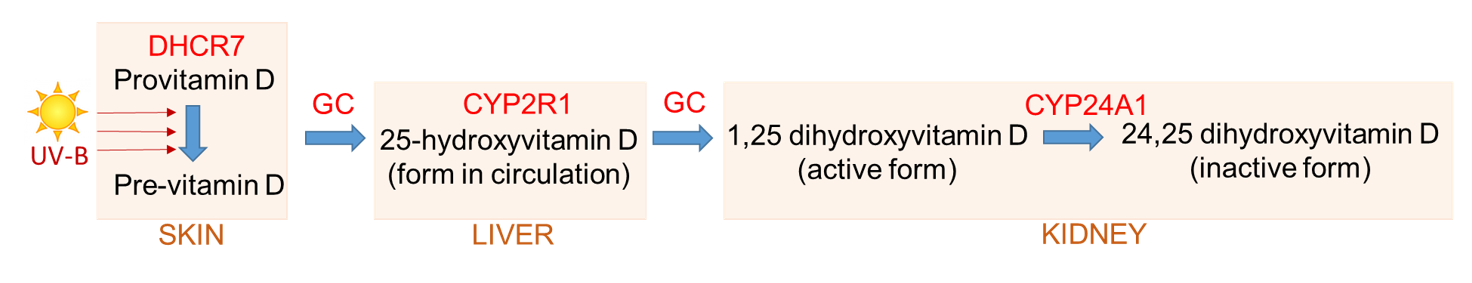 DHCR7
Provitamin D
UV-B
Pre-vitamin D
SKIN
GC
CYP2R1
25-hydroxyvitamin D
(form in circulation)
LIVER
GC
CYP24A1
1,25 dihydroxyvitamin D
(active form)
24,25 dihydroxyvitamin D
(inactive form)
KIDNEY